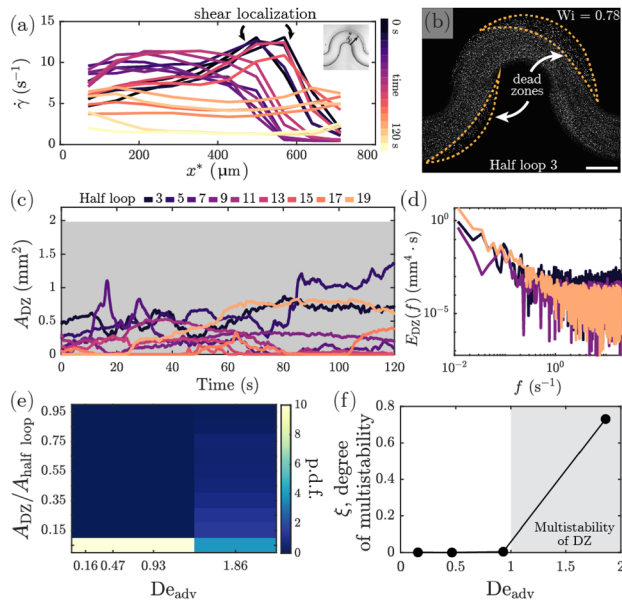 (a)
shear localization
15
10
5
0
γ̇ (s⁻¹)
0 200 400 600 800
x* (μm)
0 s
time
120 s
(b)
Wi = 0.78
dead
zones
Half loop 3
(c)
Half loop 3 5 7 9 11 13 15 17 19
2
1.5
1
0.5
0
A_DZ (mm²)
0 20 40 60 80 100 120
Time (s)
(d)
10⁰
10⁻⁵
E_DZ(f) (mm⁴ · s)
10⁻² 10⁰
f (s⁻¹)
(e)
0.95
0.75
0.55
0.35
0.15
A_DZ/A_half loop
0.16 0.47 0.93 1.86
De_adv
10
8
6
4
2
0
p.d.f.
(f)
0.8
0.6
0.4
0.2
0
ξ, degree
of multistability
Multistability
of DZ
0 0.5 1 1.5 2
De_adv